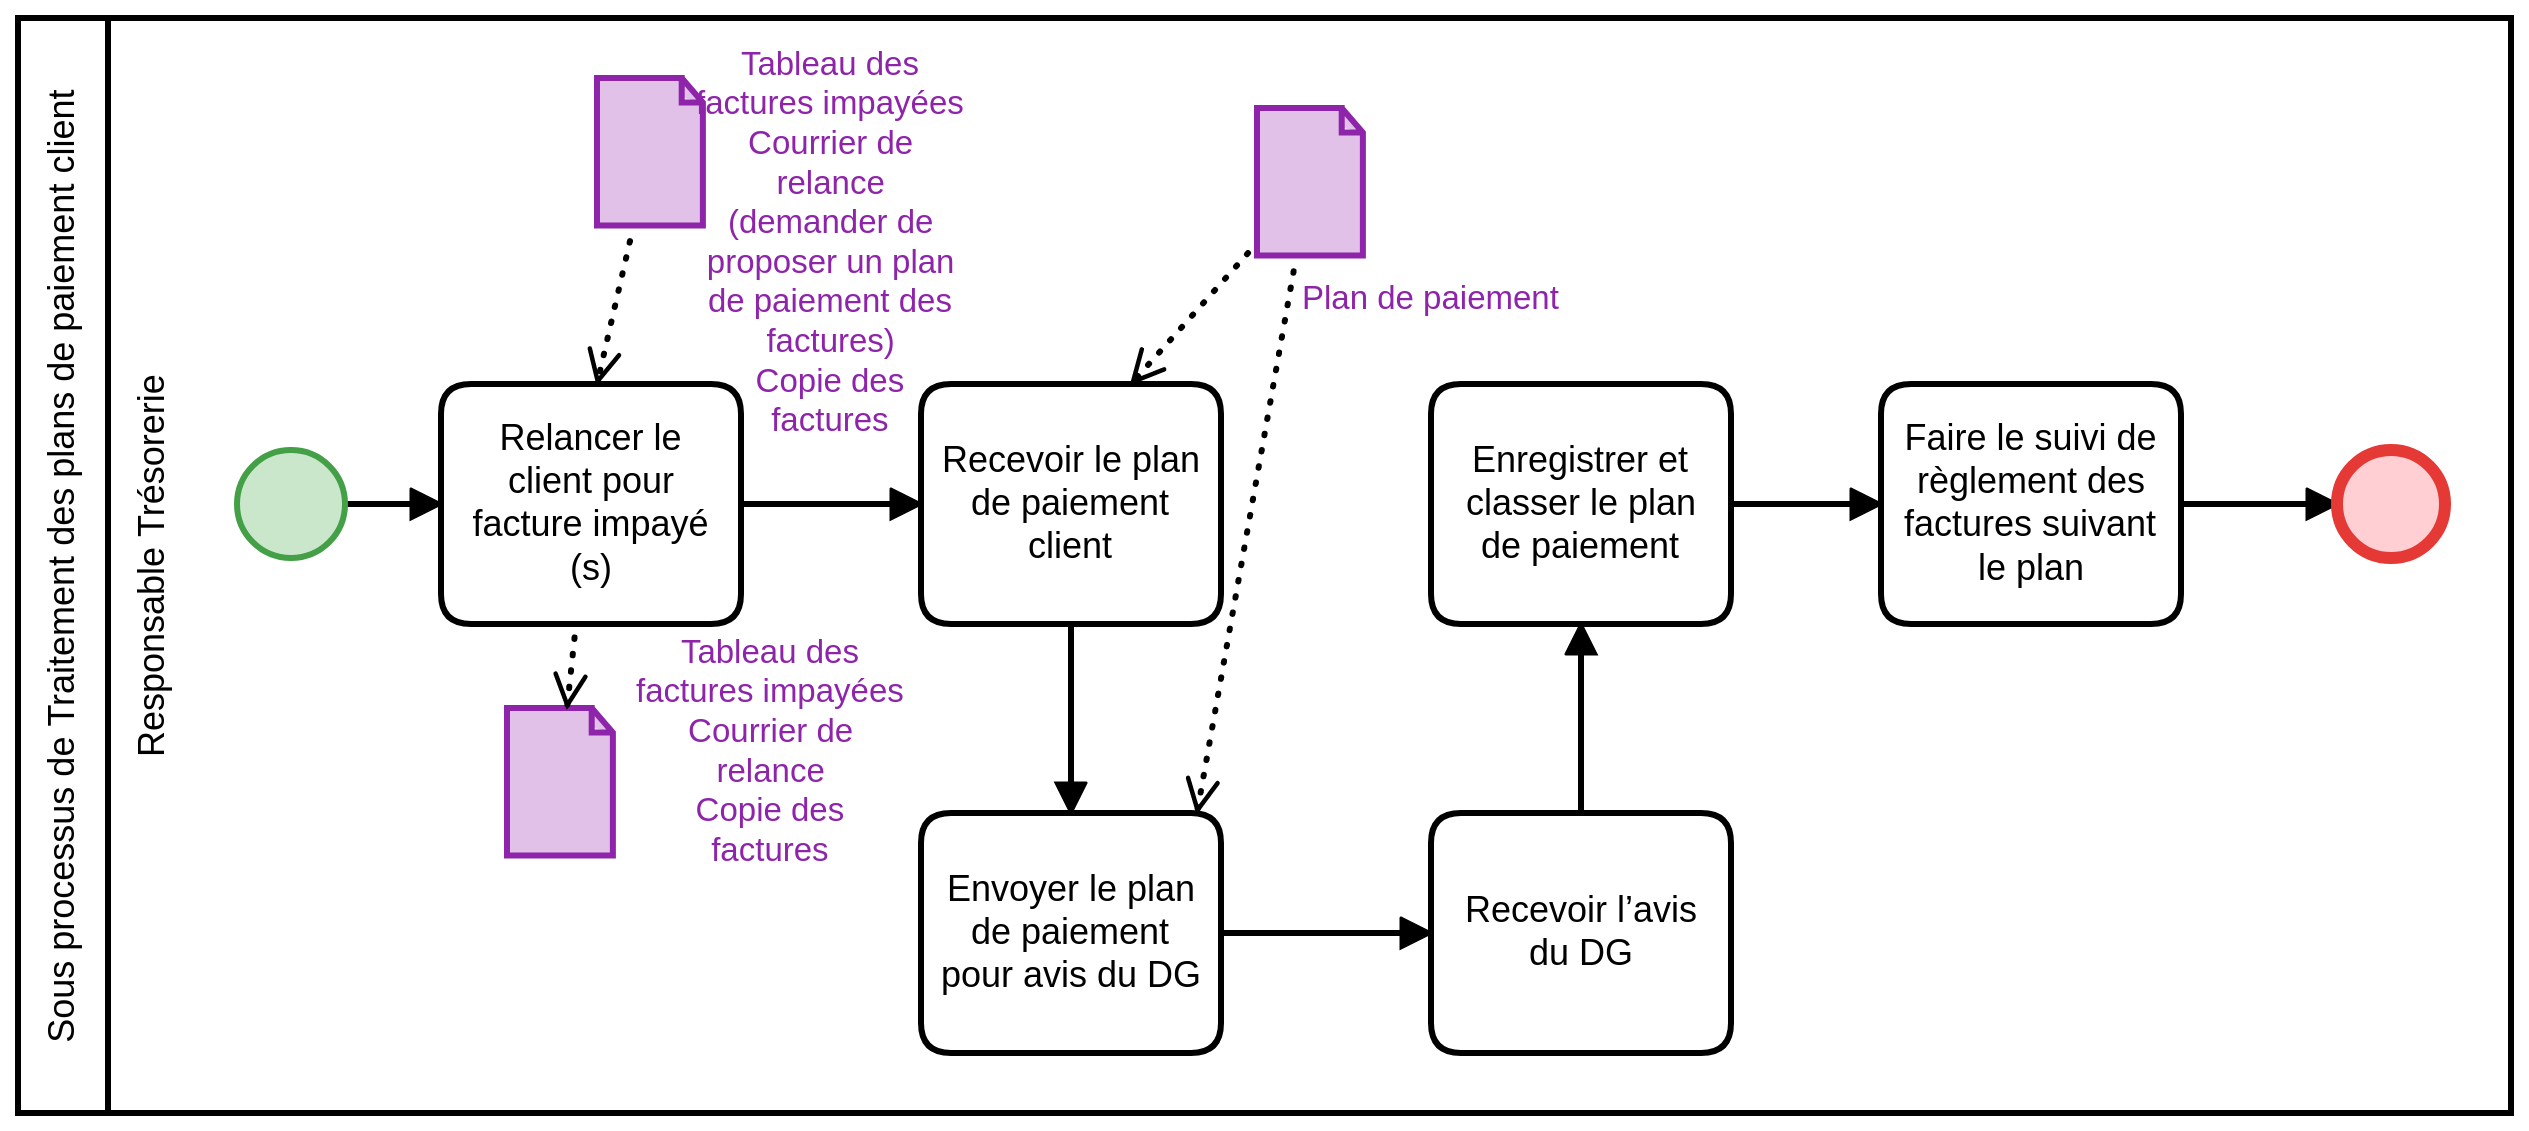 Sous processus de Traitement des plans de paiement client
Responsable Trésorerie
Tableau des
factures impayées
Courrier de
relance
(demander de
proposer un plan
de paiement des
factures)
Copie des
factures
Plan de paiement
Relancer le
client pour
facture impayé
(s)
Recevoir le plan
de paiement
client
Enregistrer et
classer le plan
de paiement
Faire le suivi de
règlement des
factures suivant
le plan
Tableau des
factures impayées
Courrier de
relance
Copie des
factures
Envoyer le plan
de paiement
pour avis du DG
Recevoir l’avis
du DG